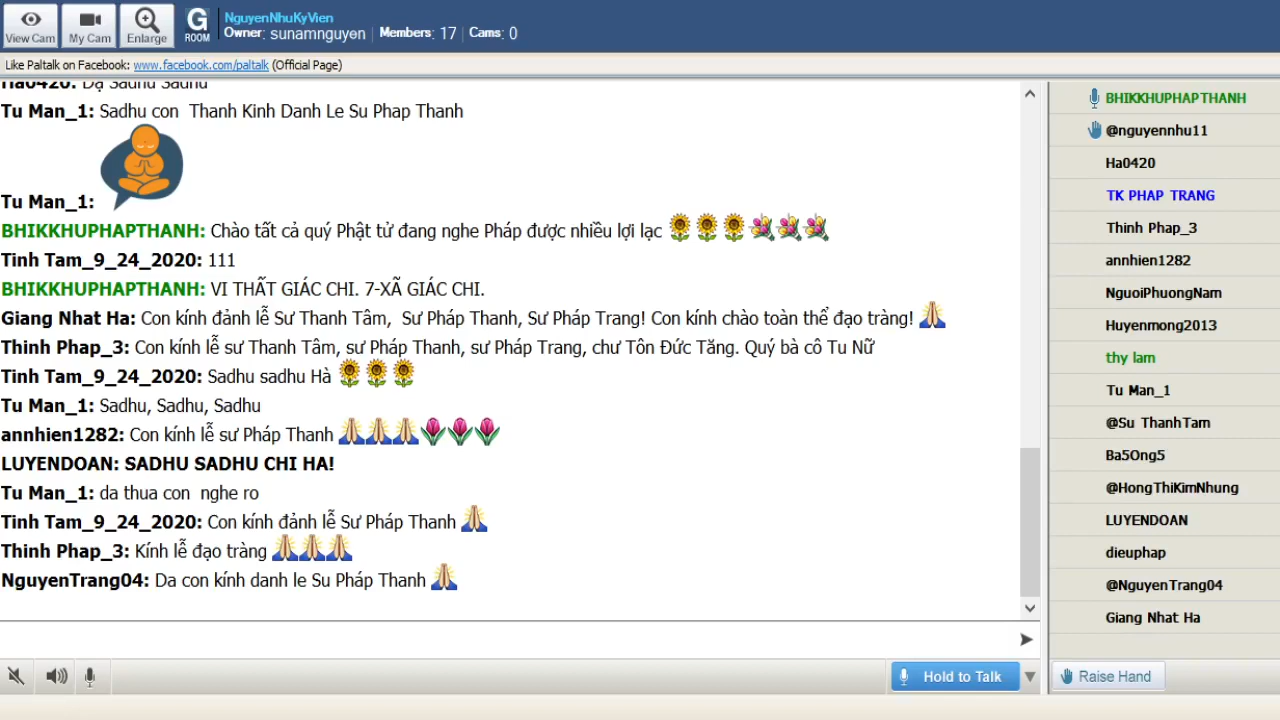 View Cam
My Cam
Enlarge
G
ROOM
NguyenNhuKyVien
Owner: sunamnguyen | Members: 17 | Cams: 0
Like Paltalk on Facebook: www.facebook.com/paltalk (Official Page)
Ha0420: Dạ Sadhu Sadhu
Tu Man_1: Sadhu con  Thanh Kinh Danh Le Su Phap Thanh
Tu Man_1:
BHIKKHUPHAPTHANH: Chào tất cả quý Phật tử đang nghe Pháp được nhiều lợi lạc
Tinh Tam_9_24_2020: 111
BHIKKHUPHAPTHANH: VI THẤT GIÁC CHI. 7-XÃ GIÁC CHI.
Giang Nhat Ha: Con kính đảnh lễ Sư Thanh Tâm,  Sư Pháp Thanh, Sư Pháp Trang! Con kính chào toàn thể đạo tràng!
Thinh Phap_3: Con kính lễ sư Thanh Tâm, sư Pháp Thanh, sư Pháp Trang, chư Tôn Đức Tăng. Quý bà cô Tu Nữ
Tinh Tam_9_24_2020: Sadhu sadhu Hà
Tu Man_1: Sadhu, Sadhu, Sadhu
annhien1282: Con kính lễ sư Pháp Thanh
LUYENDOAN: SADHU SADHU CHI HA!
Tu Man_1: da thua con  nghe ro
Tinh Tam_9_24_2020: Con kính đảnh lễ Sư Pháp Thanh
Thinh Phap_3: Kính lễ đạo tràng
NguyenTrang04: Da con kính danh le Su Pháp Thanh
Hold to Talk
BHIKKHUPHAPTHANH
@nguyennhu11
Ha0420
TK PHAP TRANG
Thinh Phap_3
annhien1282
NguoiPhuongNam
Huyenmong2013
thy lam
Tu Man_1
@Su ThanhTam
Ba5Ong5
@HongThiKimNhung
LUYENDOAN
dieuphap
@NguyenTrang04
Giang Nhat Ha
Raise Hand